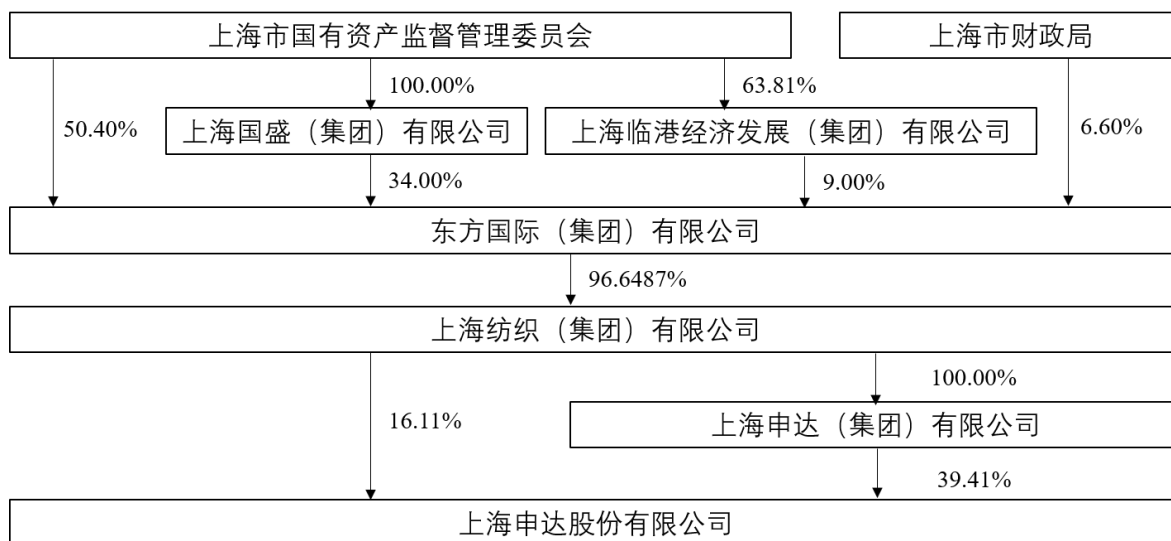 上海市国有资产监督管理委员会
上海市财政局
100.00%
63.81%
50.40%
上海国盛（集团）有限公司
上海临港经济发展（集团）有限公司
6.60%
34.00%
9.00%
东方国际（集团）有限公司
96.6487%
上海纺织（集团）有限公司
100.00%
16.11%
上海申达（集团）有限公司
39.41%
上海申达股份有限公司